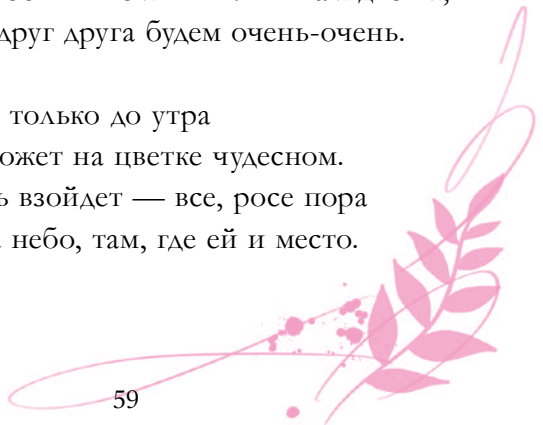 друг друга будем очень-очень.
только до утра
ожет на цветке чудесном.
ь взойдет — все, росе пора
небо, там, где ей и место.
59